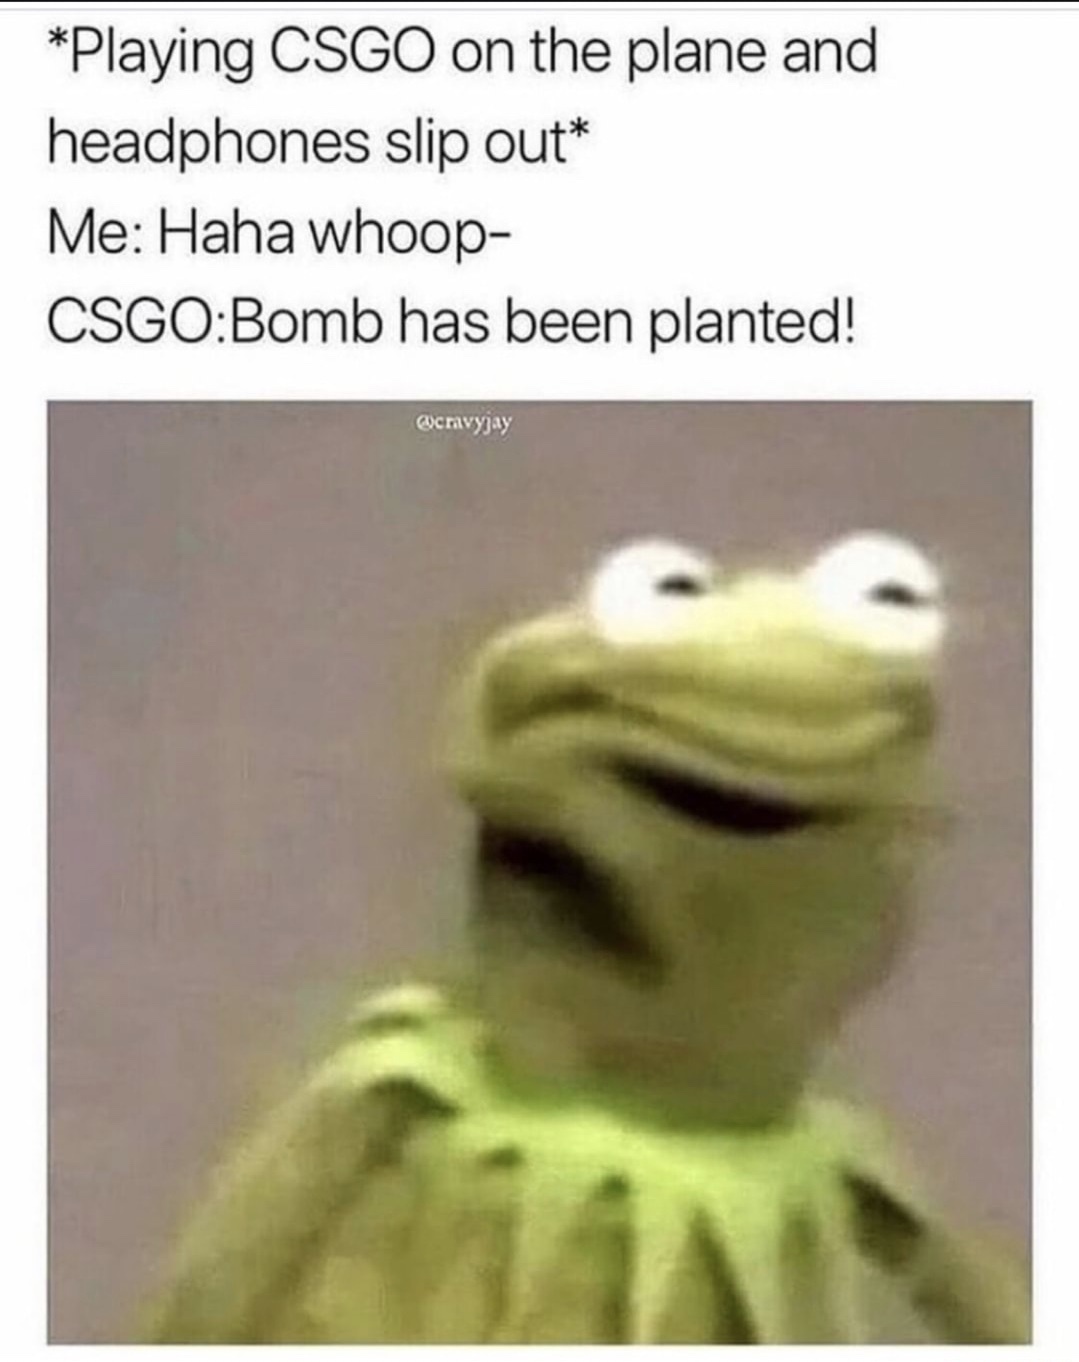 *Playing CSGO on the plane and
headphones slip out*
Me: Haha whoop-
CSGO:Bomb has been planted!
@cravyjay